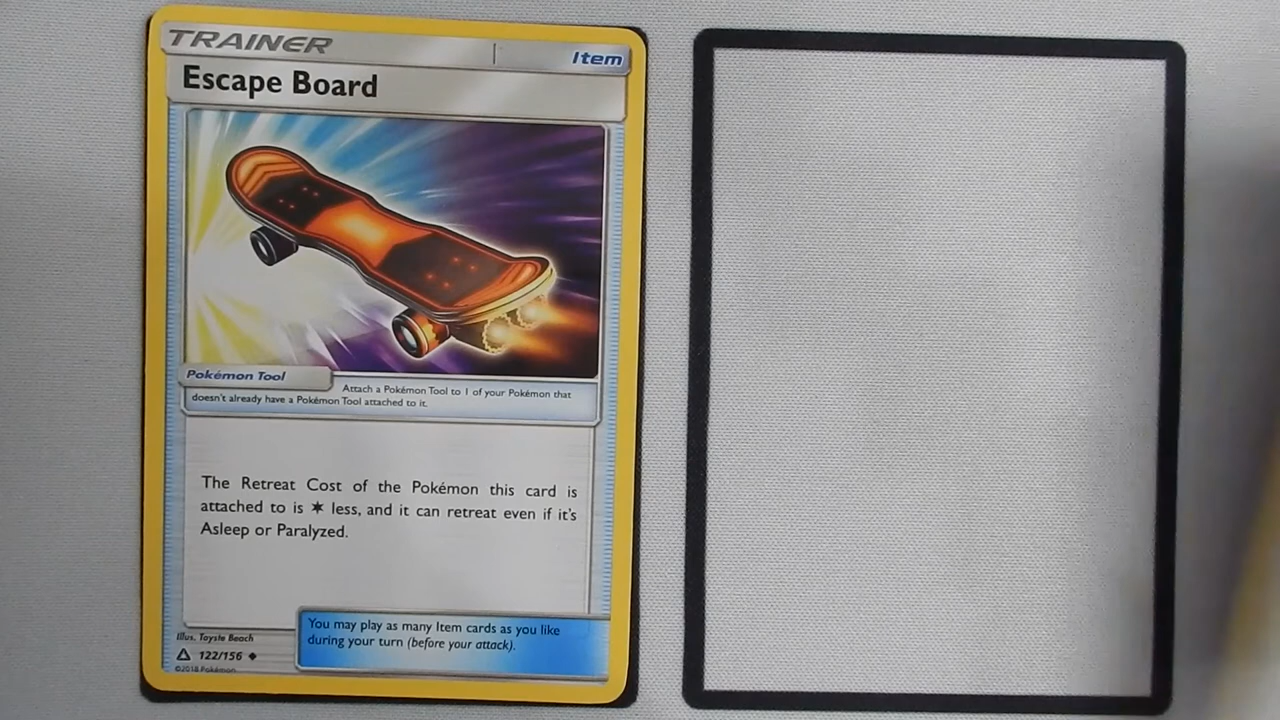 TRAINER
Item
Escape Board
Pokémon Tool
Attach a Pokémon Tool to 1 of your Pokémon that
doesn't already have a Pokémon Tool attached to it.
The Retreat Cost of the Pokémon this card is
attached to is ✶ less, and it can retreat even if it's
Asleep or Paralyzed.
You may play as many Item cards as you like
during your turn (before your attack).
Illus. Toyste Beach
122/156 ◆
©2018 Pokémon